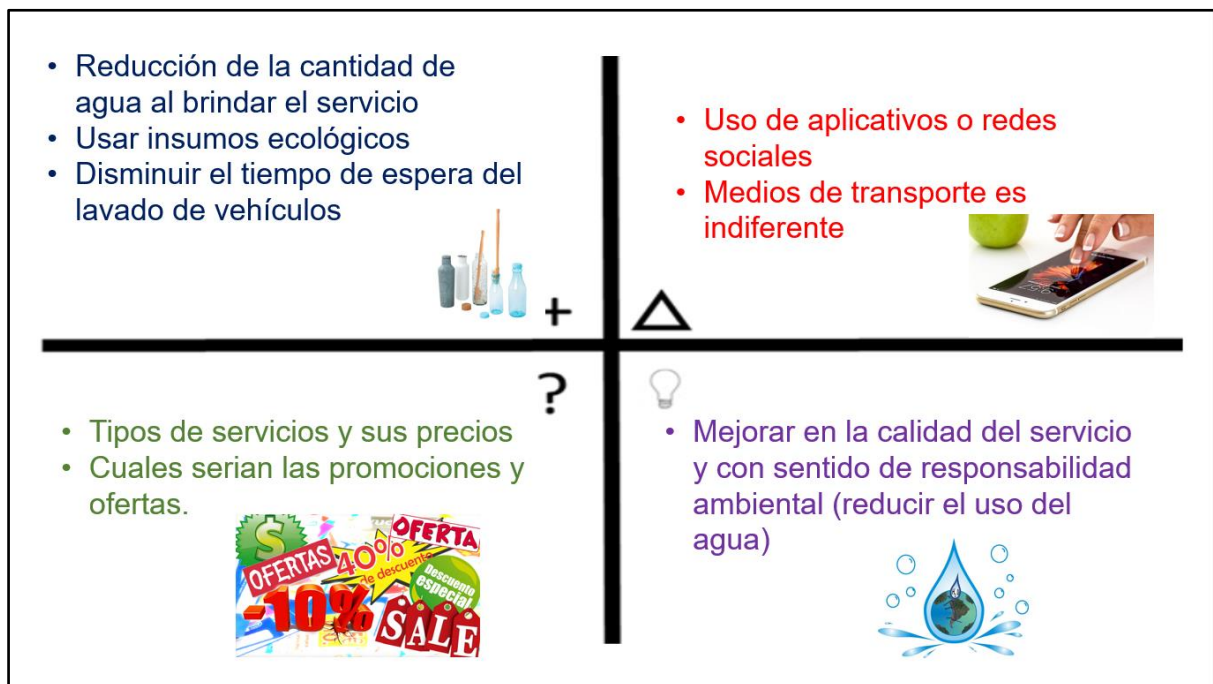 • Reducción de la cantidad de
agua al brindar el servicio
• Usar insumos ecológicos
• Disminuir el tiempo de espera del
lavado de vehículos
+
• Uso de aplicativos o redes
sociales
• Medios de transporte es
indiferente
?
• Tipos de servicios y sus precios
• Cuales serian las promociones y
ofertas.
$
OFERTAS
40%
de descuento
OFERTA
Descuento
especial
-10%
SALE
• Mejorar en la calidad del servicio
y con sentido de responsabilidad
ambiental (reducir el uso del
agua)